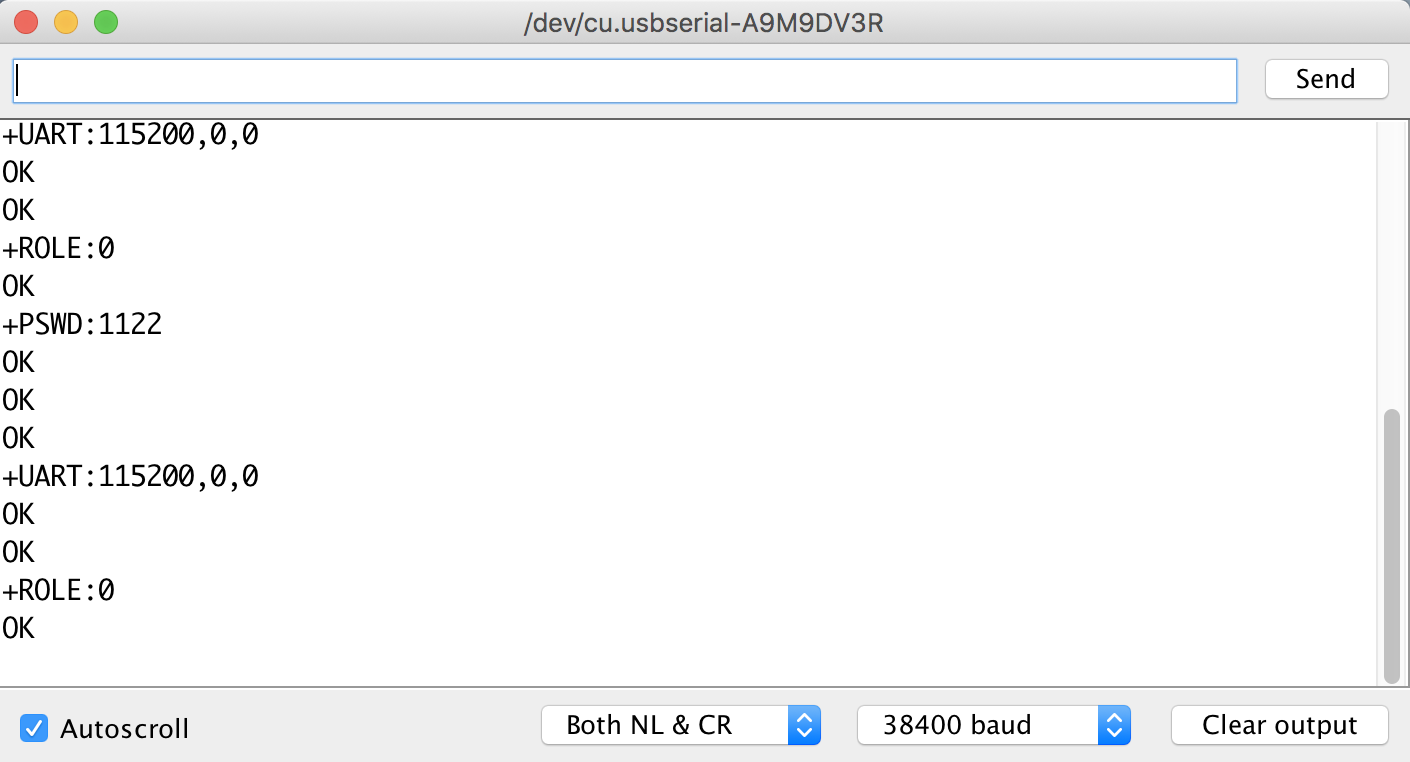 /dev/cu.usbserial-A9M9DV3R
Send
+UART:115200,0,0
OK
OK
+ROLE:0
OK
+PSWD:1122
OK
OK
OK
+UART:115200,0,0
OK
OK
+ROLE:0
OK
Autoscroll
Both NL & CR
38400 baud
Clear output